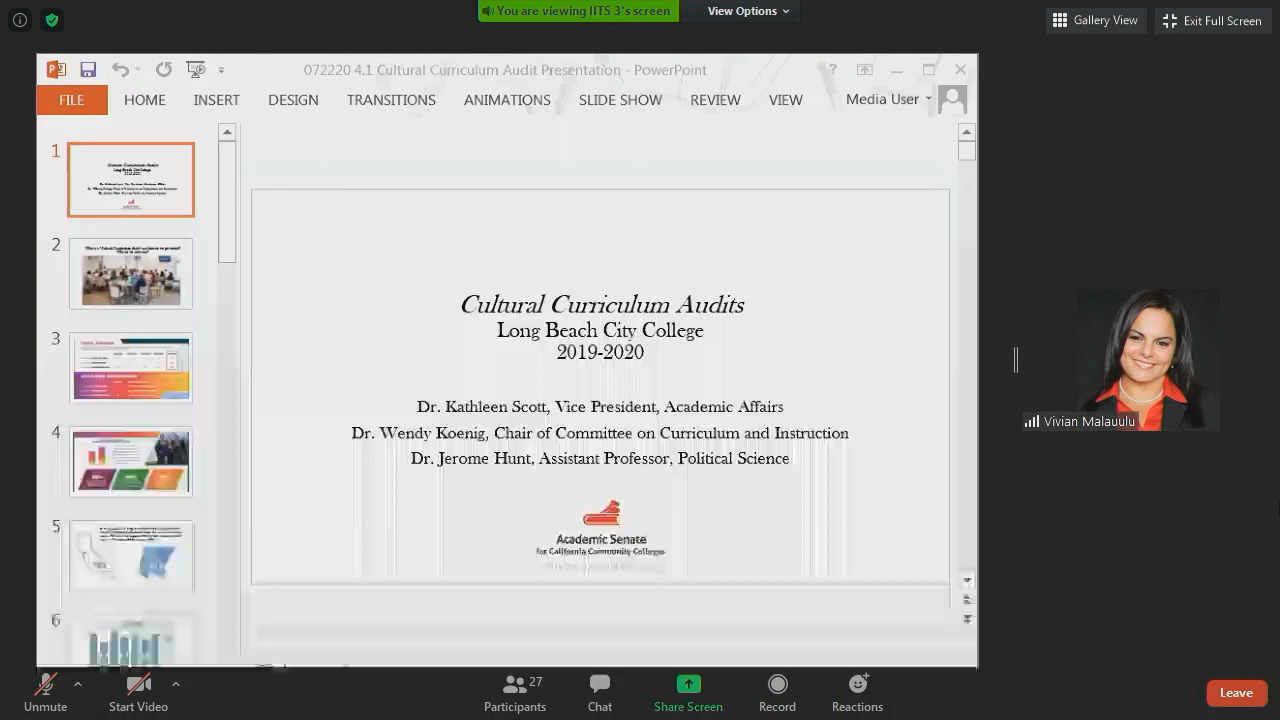 You are viewing IITS 3's screen
View Options
Gallery View
Exit Full Screen
072220 4.1 Cultural Curriculum Audit Presentation - PowerPoint
?
FILE HOME INSERT DESIGN TRANSITIONS ANIMATIONS SLIDE SHOW REVIEW VIEW Media User
1
2
3
4
5
6
Cultural Curriculum Audits
Long Beach City College
2019-2020
Dr. Kathleen Scott, Vice President, Academic Affairs
Dr. Wendy Koenig, Chair of Committee on Curriculum and Instruction
Dr. Jerome Hunt, Assistant Professor, Political Science
Academic Senate
for California Community Colleges
Vivian Malauulu
Unmute
Start Video
27
Participants
Chat
Share Screen
Record
Reactions
Leave